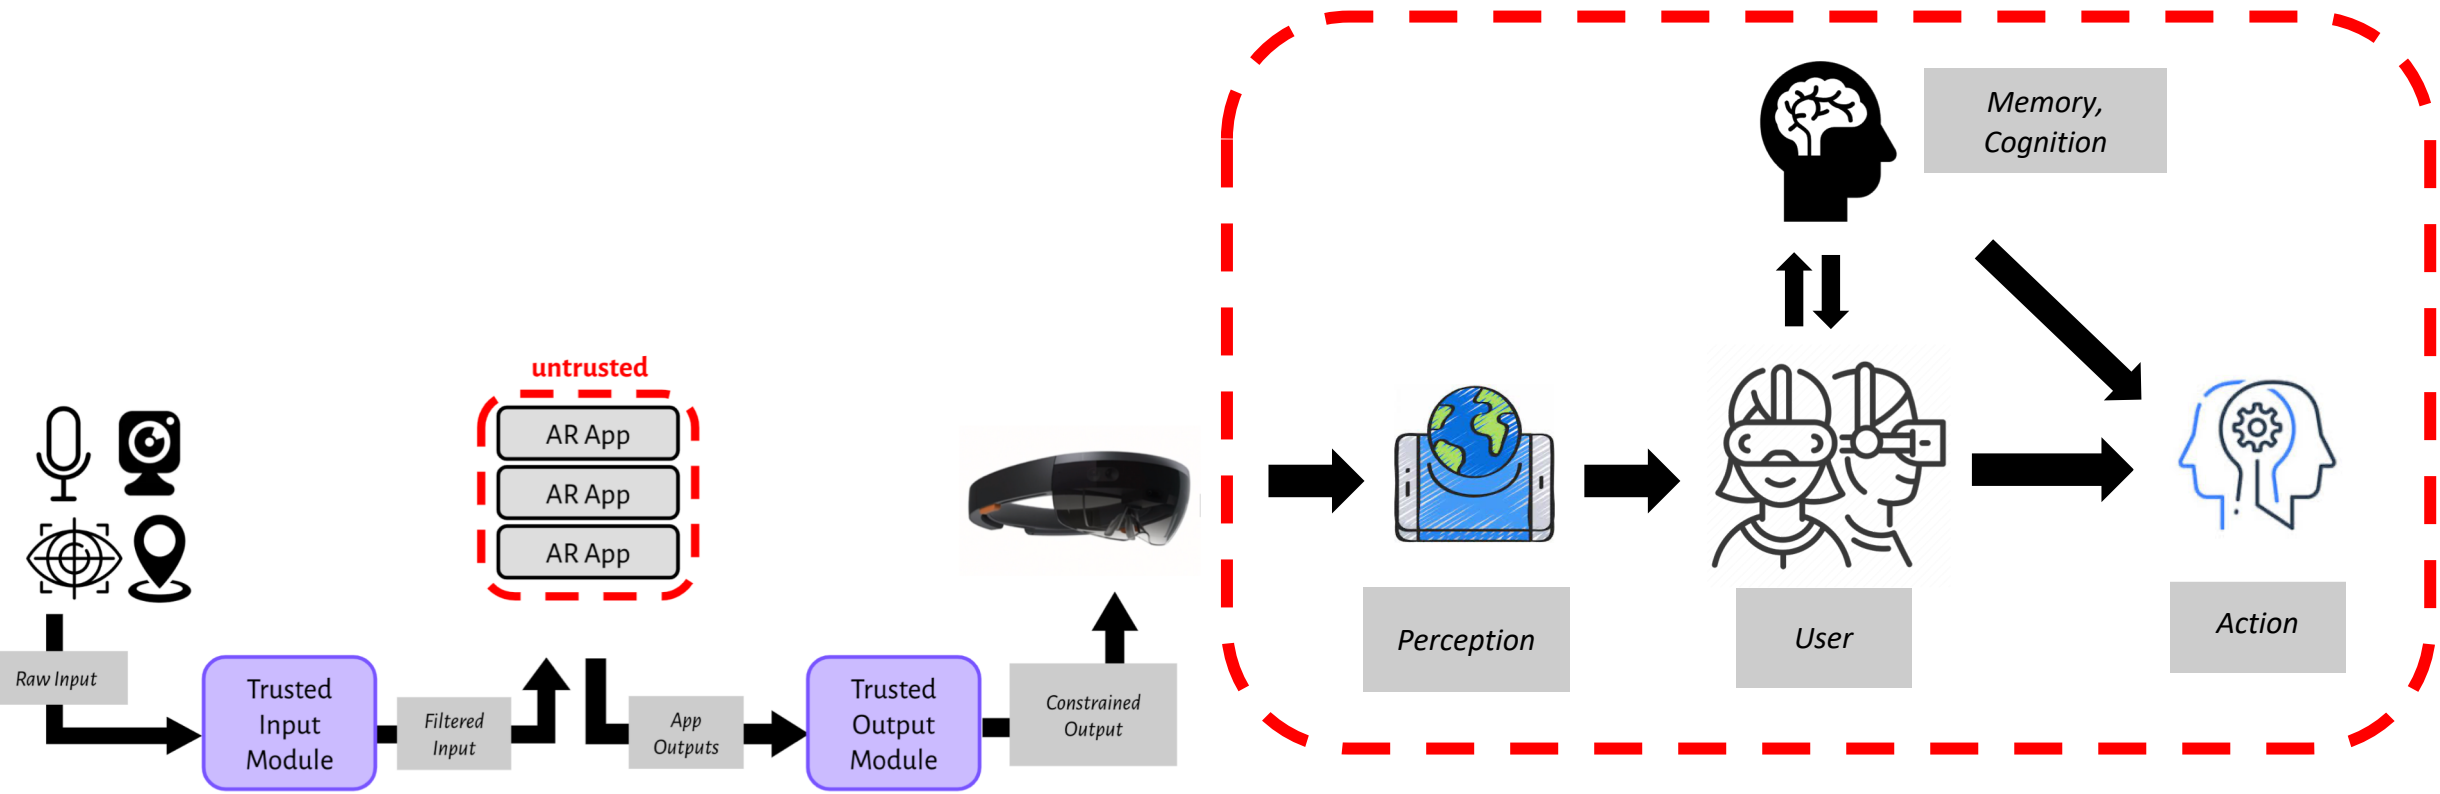 untrusted
AR App
AR App
AR App
Raw Input
Trusted
Input
Module
Filtered
Input
App
Outputs
Trusted
Output
Module
Constrained
Output
Memory,
Cognition
Perception
User
Action